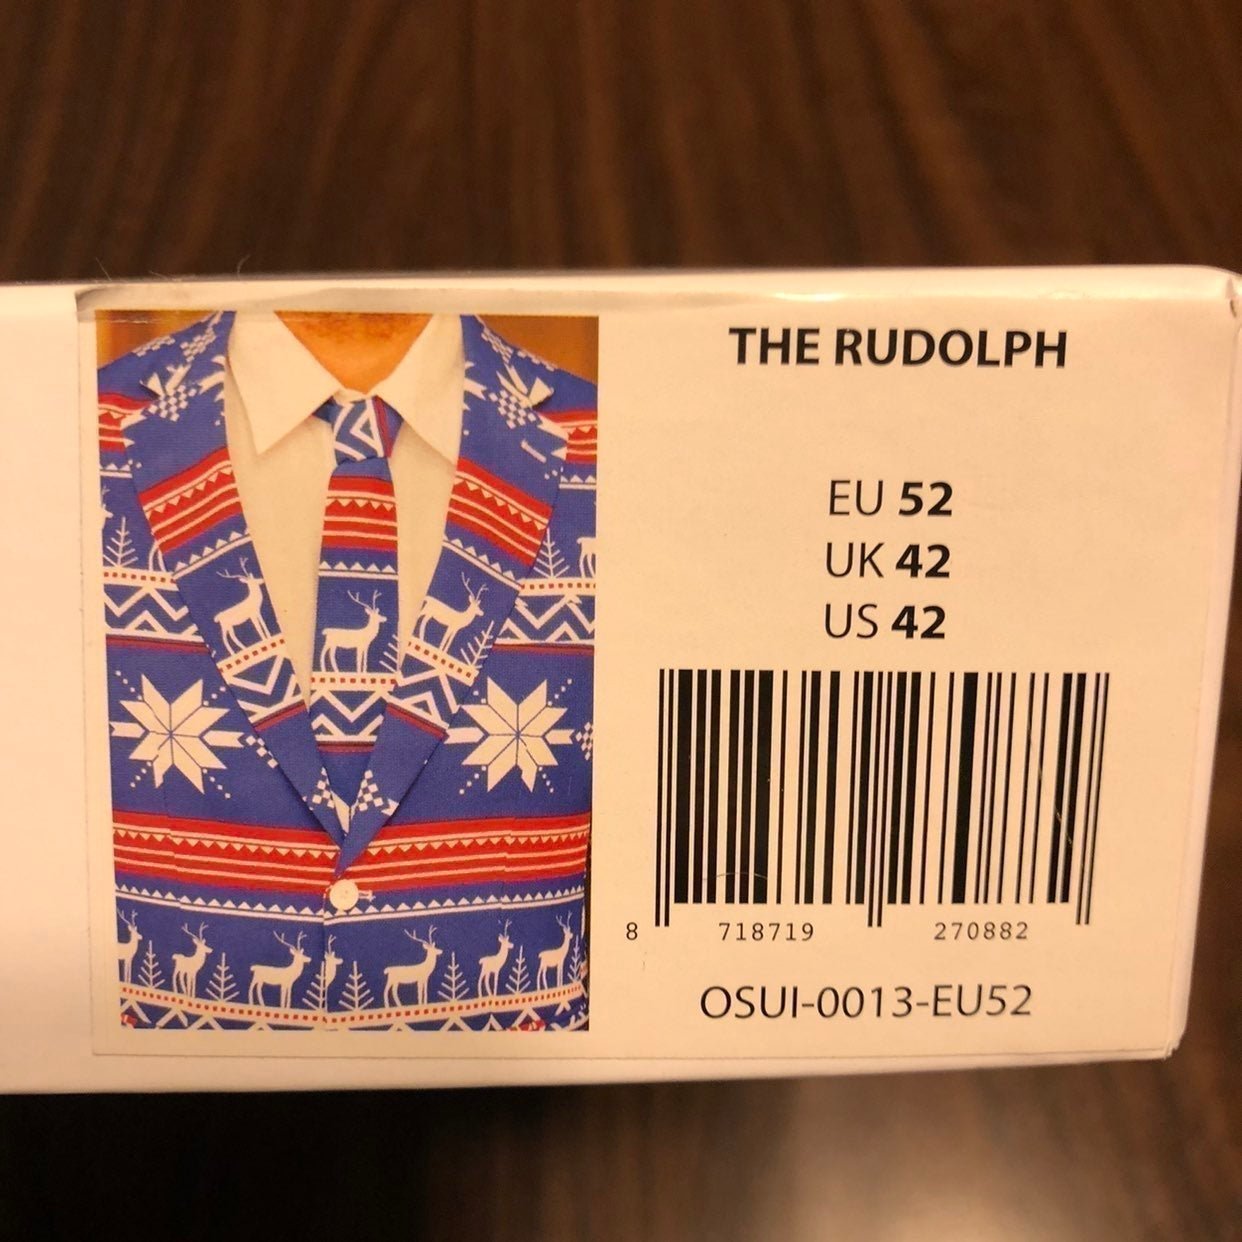 THE RUDOLPH
EU 52
UK 42
US 42
8 718719 270882
OSUI-0013-EU52